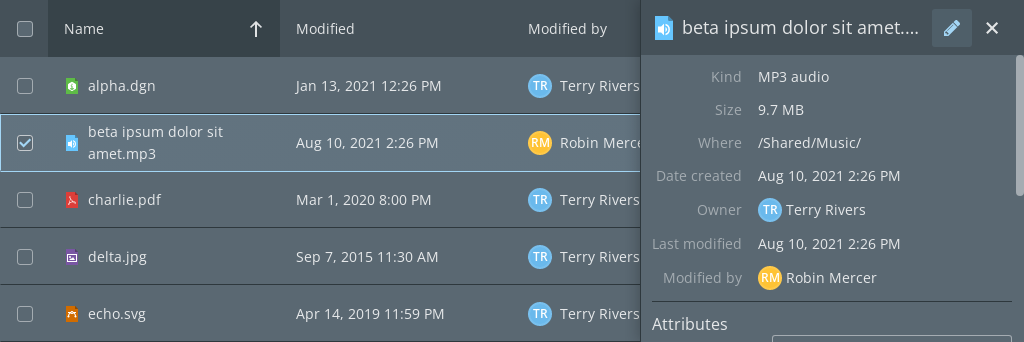 Name
Modified
Modified by
alpha.dgn
Jan 13, 2021 12:26 PM
TR Terry Rivers
beta ipsum dolor sit
amet.mp3
Aug 10, 2021 2:26 PM
RM Robin Merce
charlie.pdf
Mar 1, 2020 8:00 PM
TR Terry Rivers
delta.jpg
Sep 7, 2015 11:30 AM
TR Terry Rivers
echo.svg
Apr 14, 2019 11:59 PM
TR Terry Rivers
beta ipsum dolor sit amet....
Kind MP3 audio
Size 9.7 MB
Where /Shared/Music/
Date created Aug 10, 2021 2:26 PM
Owner TR Terry Rivers
Last modified Aug 10, 2021 2:26 PM
Modified by RM Robin Mercer
Attributes